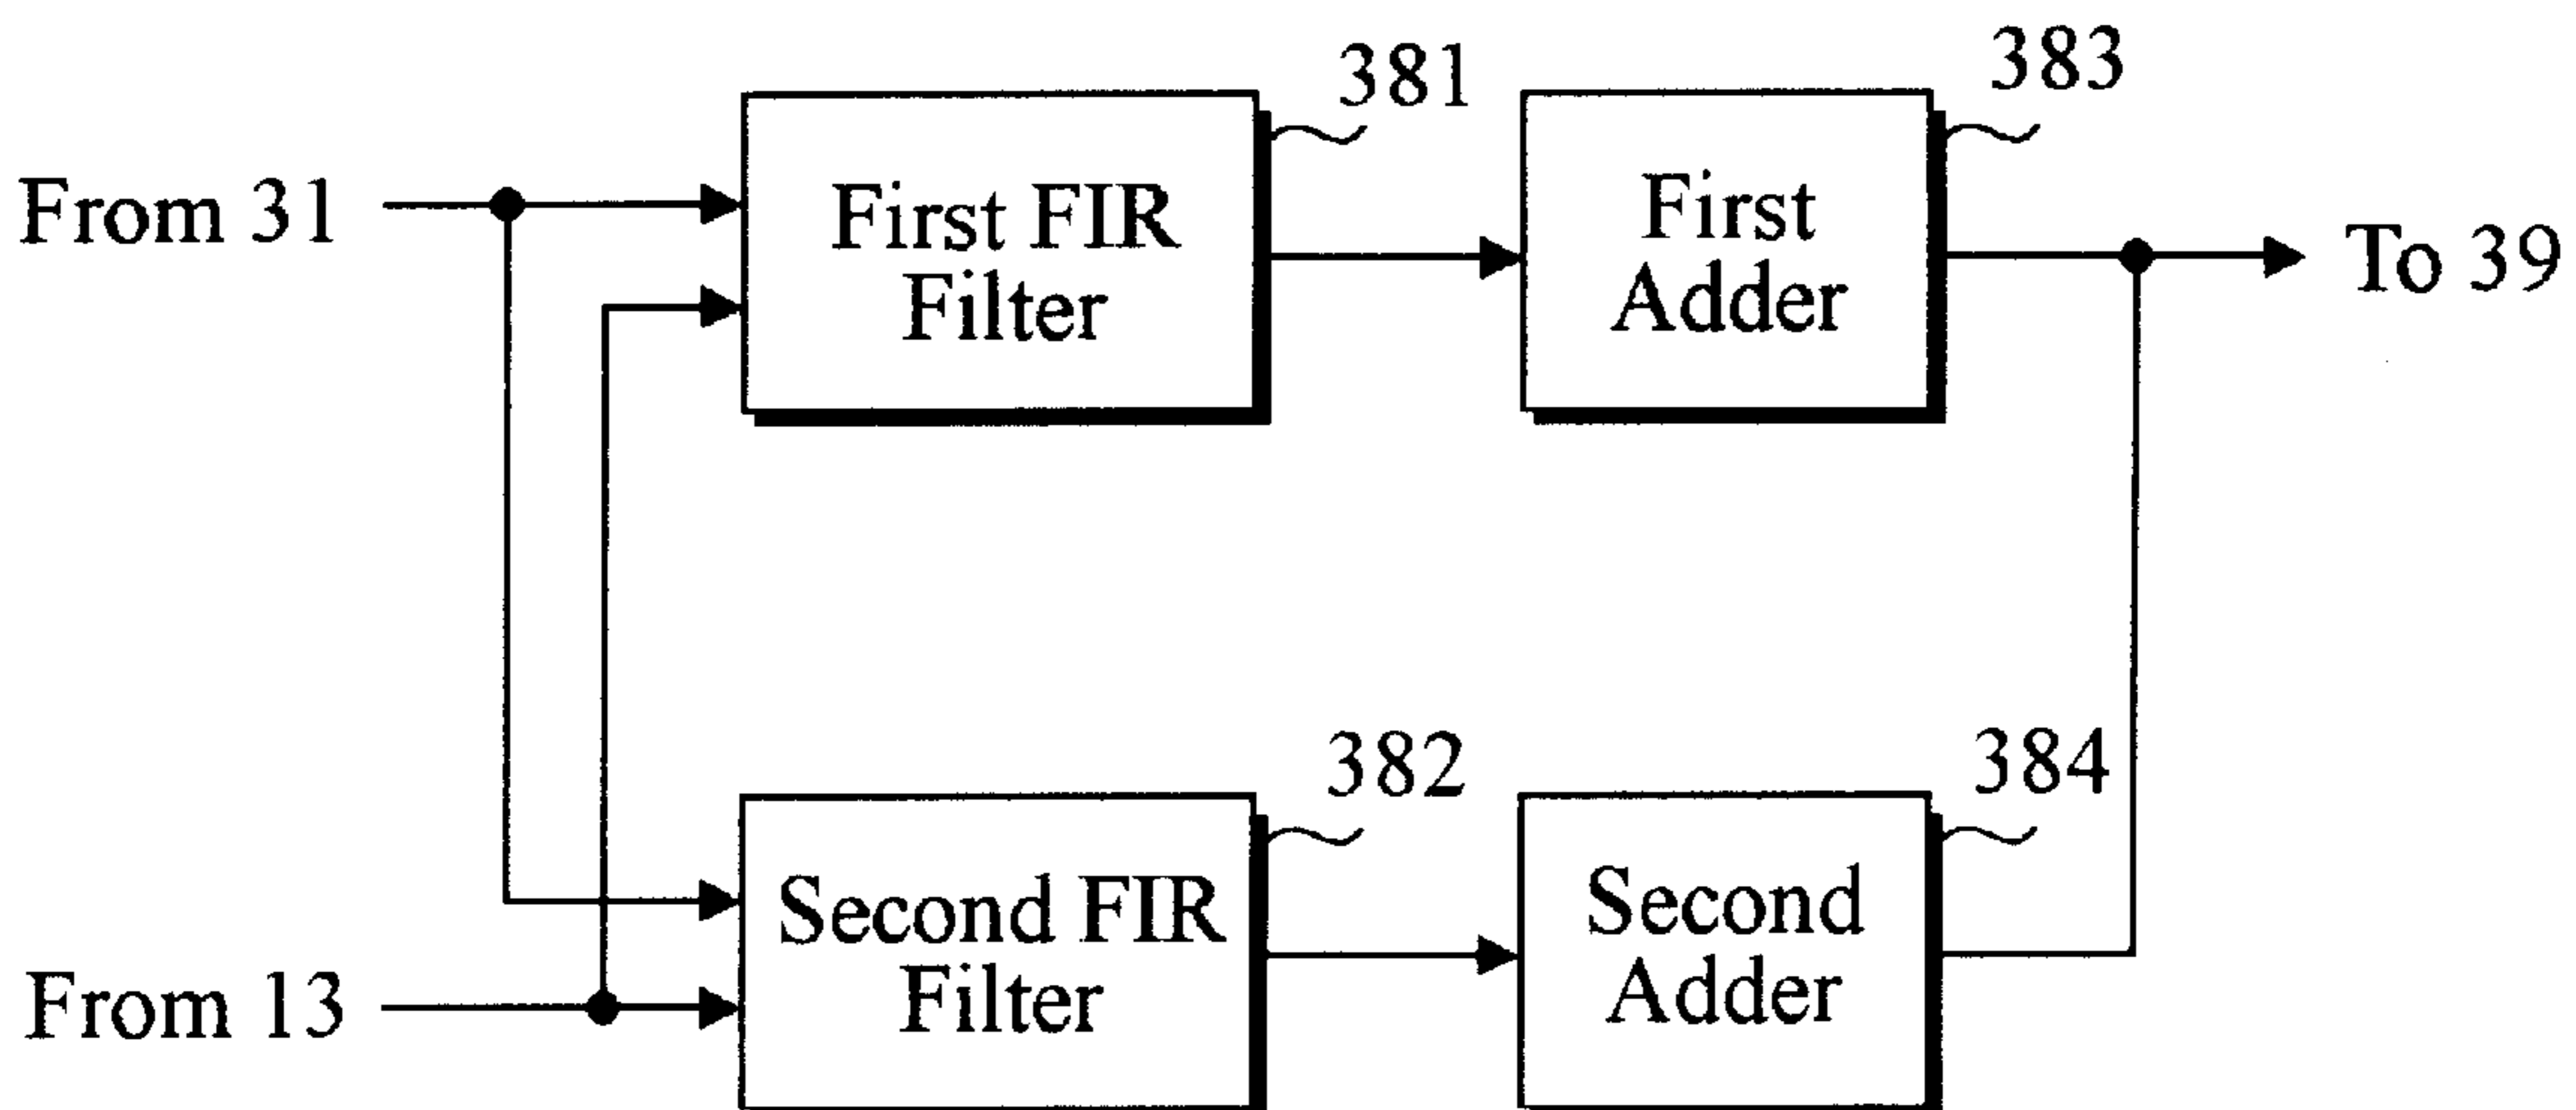 381
383
From 31
First FIR
Filter
First
Adder
To 39
382
384
Second FIR
Filter
Second
Adder
From 13